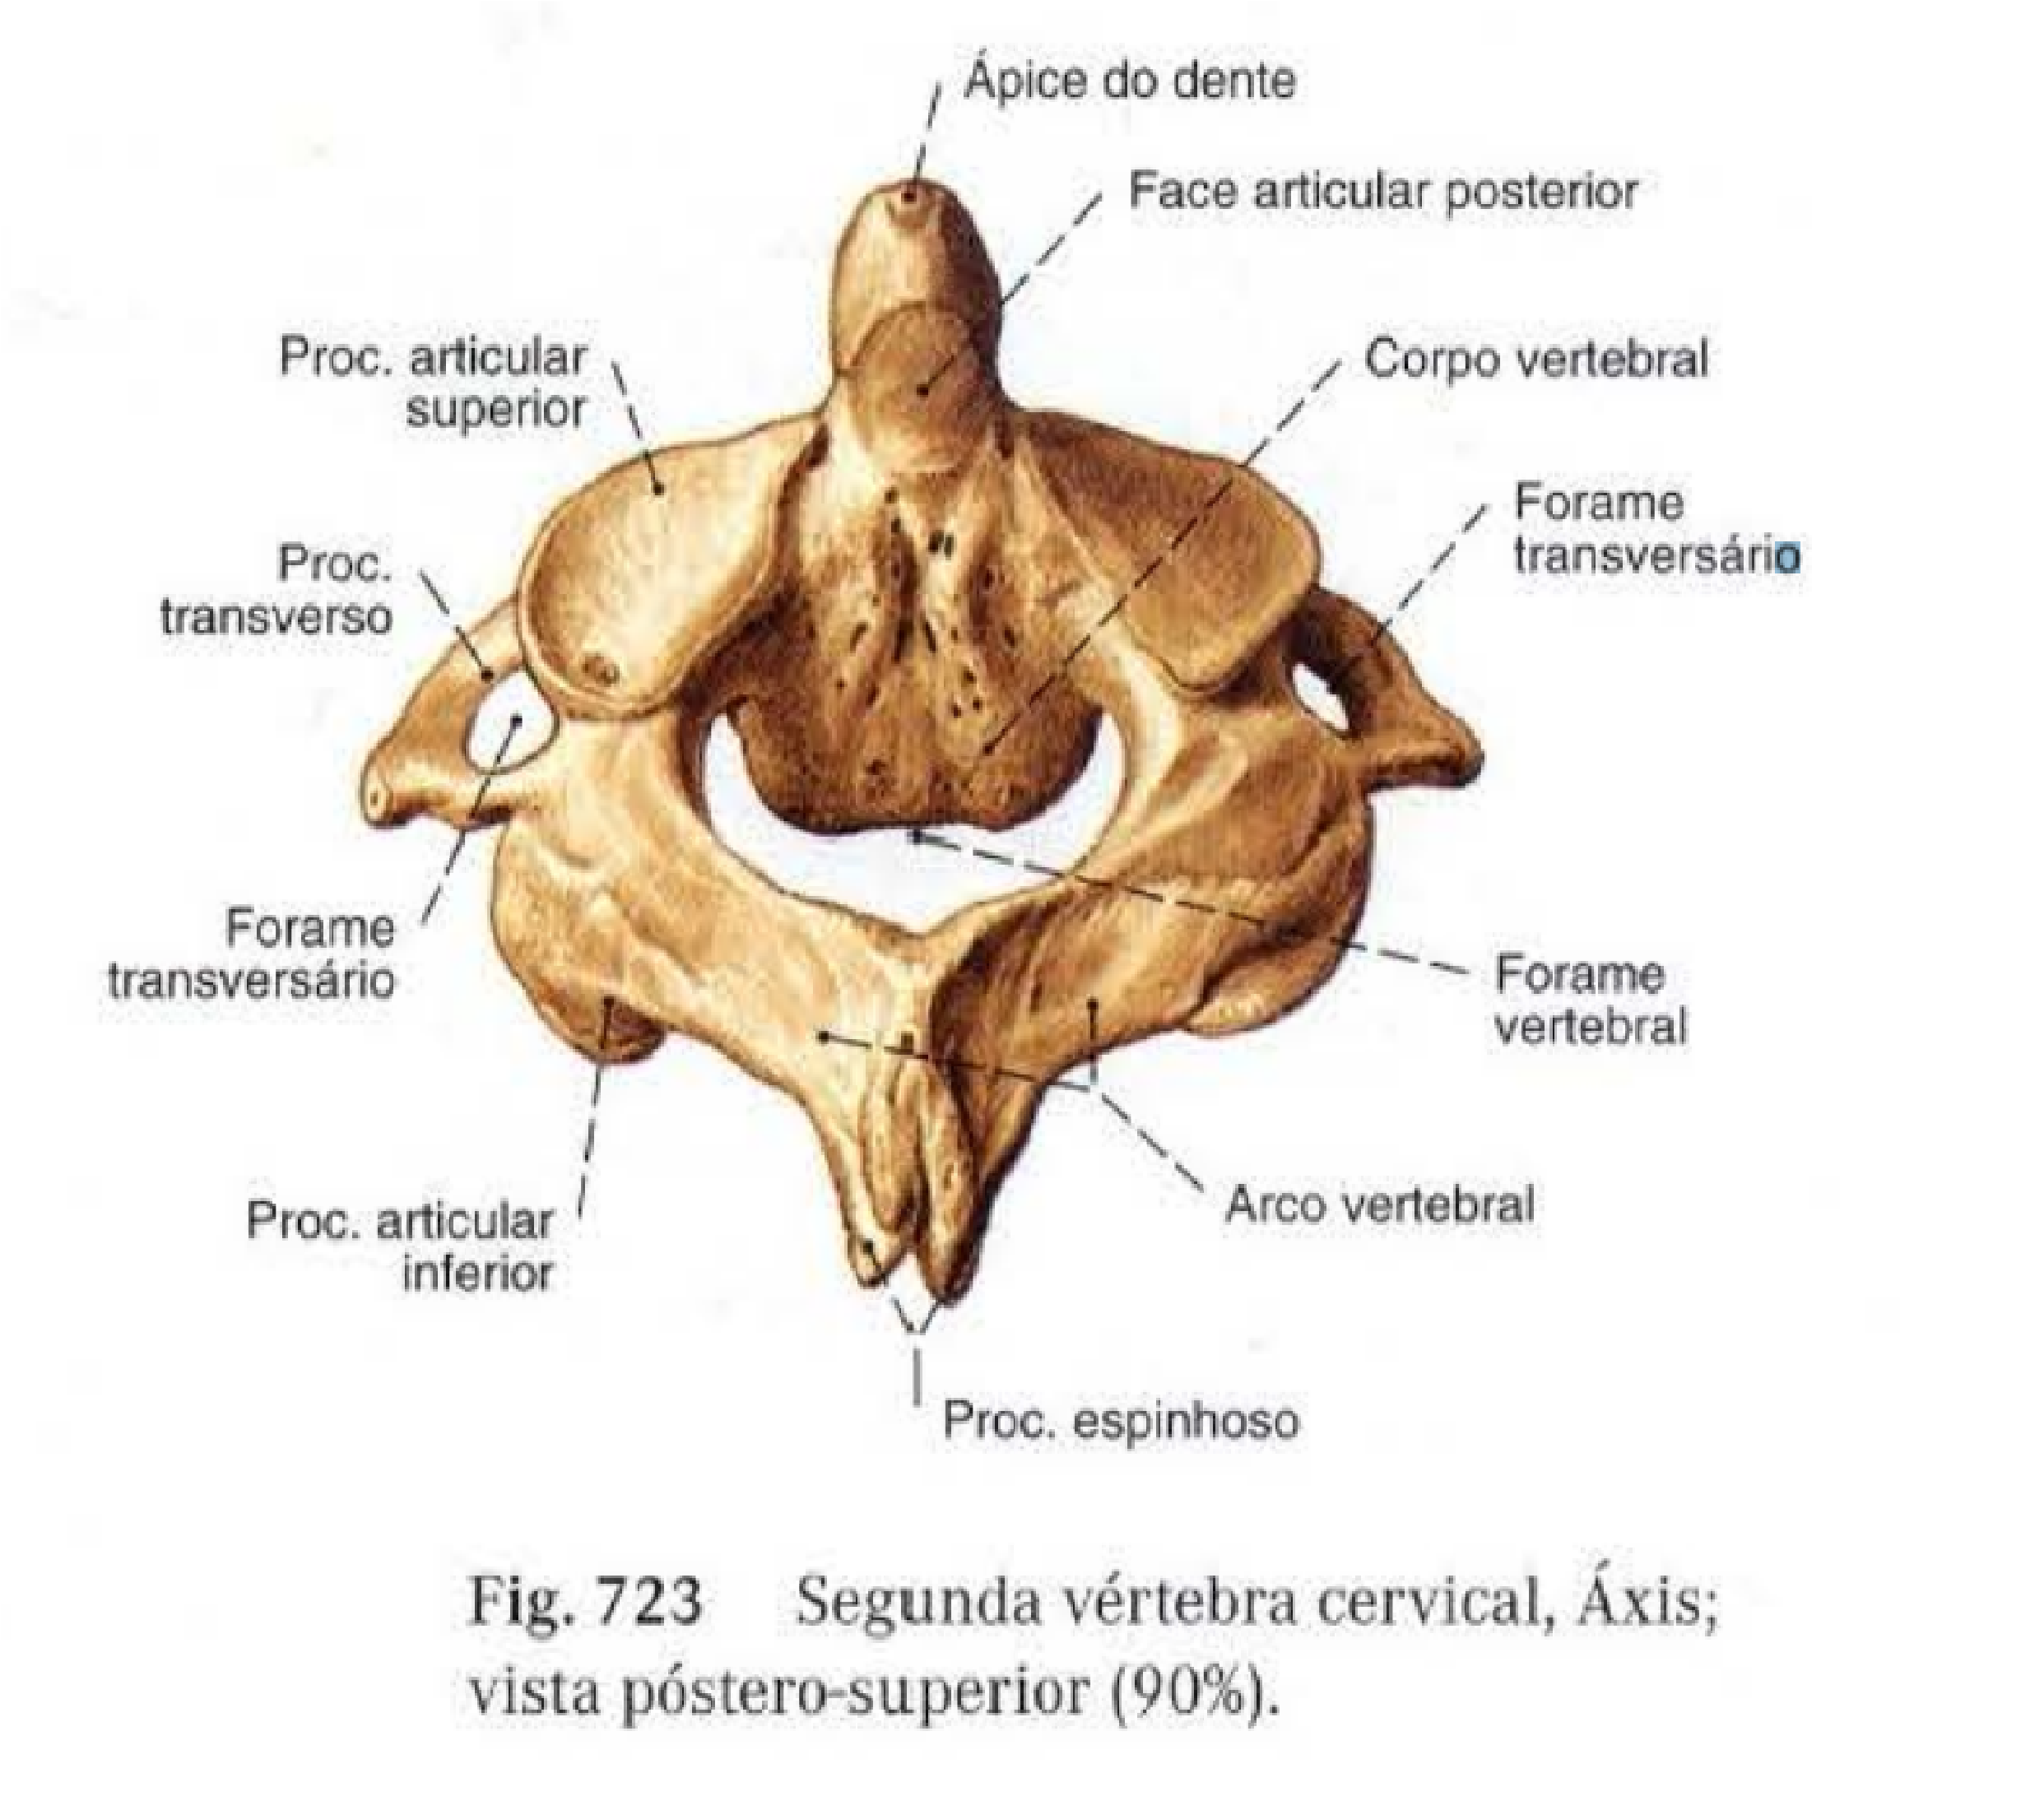 Ápice do dente
Face articular posterior
Proc. articular
superior
Corpo vertebral
Forame
transversário
Proc.
transverso
Forame
transversário
Forame
vertebral
Proc. articular
inferior
Arco vertebral
Proc. espinhoso
Fig. 723 Segunda vértebra cervical, Áxis;
vista póstero-superior (90%).